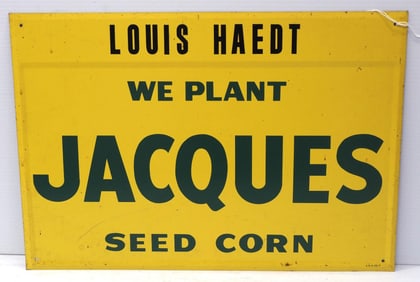 LOUIS HAEDT
WE PLANT
JACQUES
SEED CORN